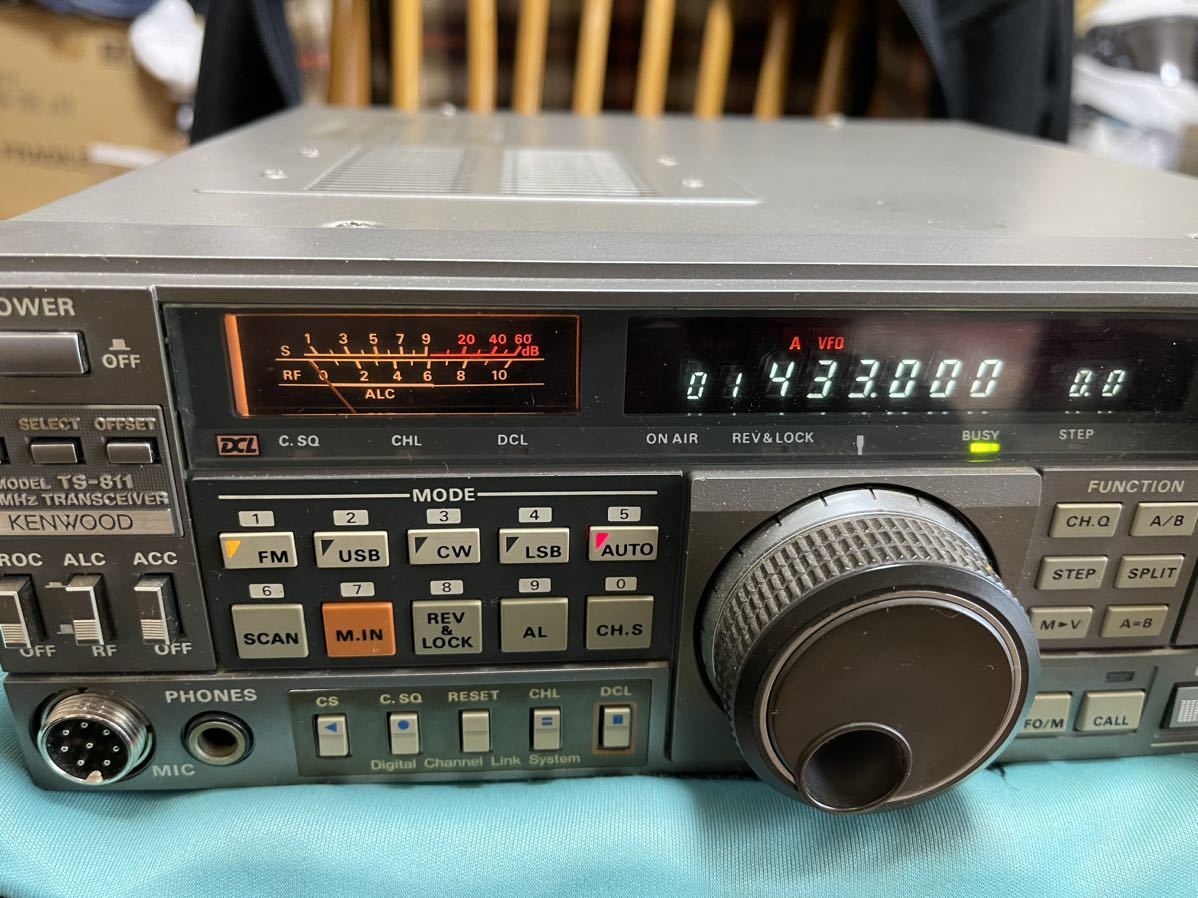 FRAGILE
OWER
OFF
SELECT OFFSET
MODEL TS-811
MHz TRANSCEIVER
KENWOOD
ROC ALC ACC
OFF RF OFF
S 1 3 5 7 9 20 40 60 dB
RF 0 2 4 6 8 10
ALC
A VFO
01 433.000 0.0
DCL C.SQ CHL DCL
ON AIR REV&LOCK BUSY STEP
MODE
1 2 3 4 5
FM USB CW LSB AUTO
6 7 8 9 0
SCAN M.IN REV & LOCK AL CH.S
FUNCTION
CH.Q A/B
STEP SPLIT
M►V A=B
FO/M CALL
PHONES
MIC
CS C.SQ RESET CHL DCL
Digital Channel Link System